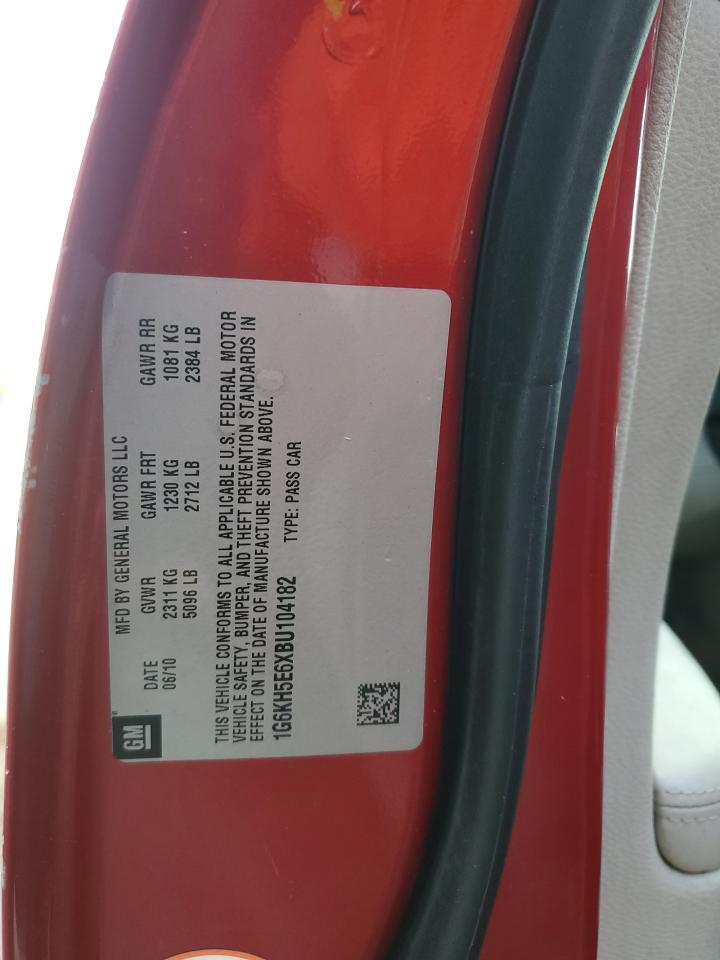 GM
MFD BY GENERAL MOTORS LLC
DATE GVWR GAWR FRT GAWR RR
06/10 2311 KG 1230 KG 1081 KG
5096 LB 2712 LB 2384 LB
THIS VEHICLE CONFORMS TO ALL APPLICABLE U.S. FEDERAL MOTOR
VEHICLE SAFETY, BUMPER, AND THEFT PREVENTION STANDARDS IN
EFFECT ON THE DATE OF MANUFACTURE SHOWN ABOVE.
1G6KH5E6XBU104182 TYPE: PASS CAR